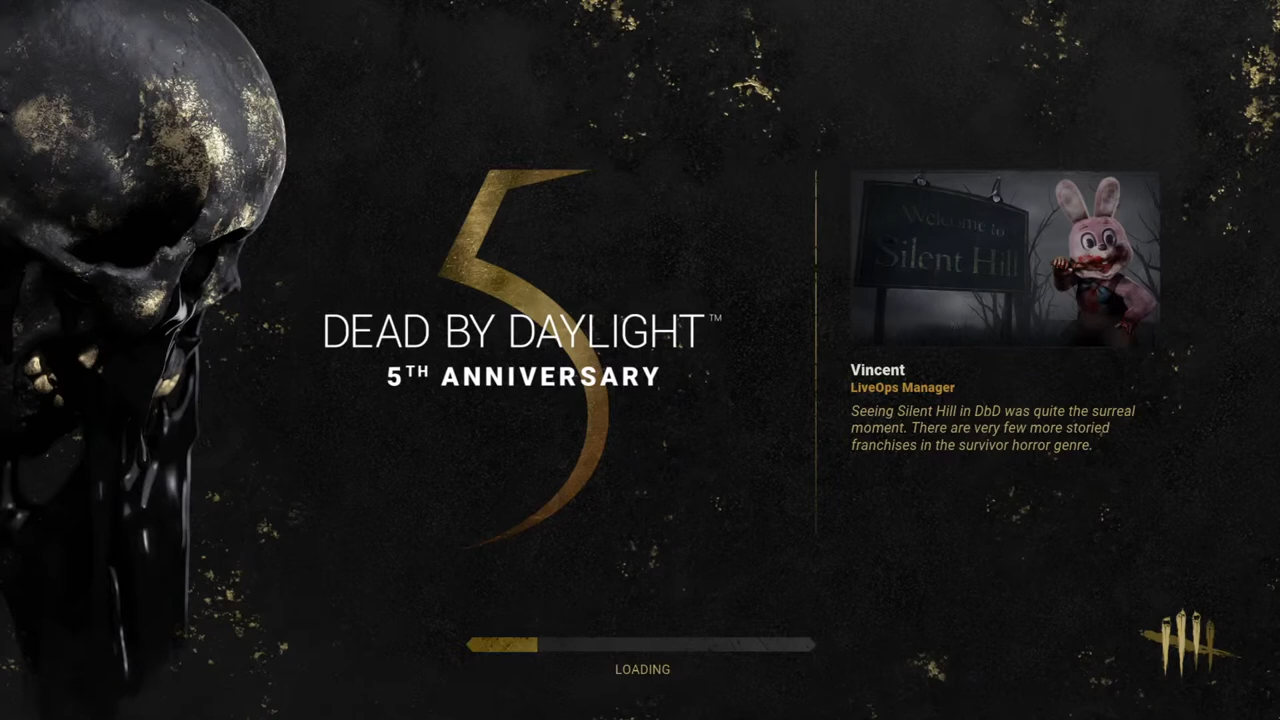 Welcome to
Silent Hill
5
DEAD BY DAYLIGHT™
5TH ANNIVERSARY
Vincent
LiveOps Manager
Seeing Silent Hill in DbD was quite the surreal
moment. There are very few more storied
franchises in the survivor horror genre.
LOADING